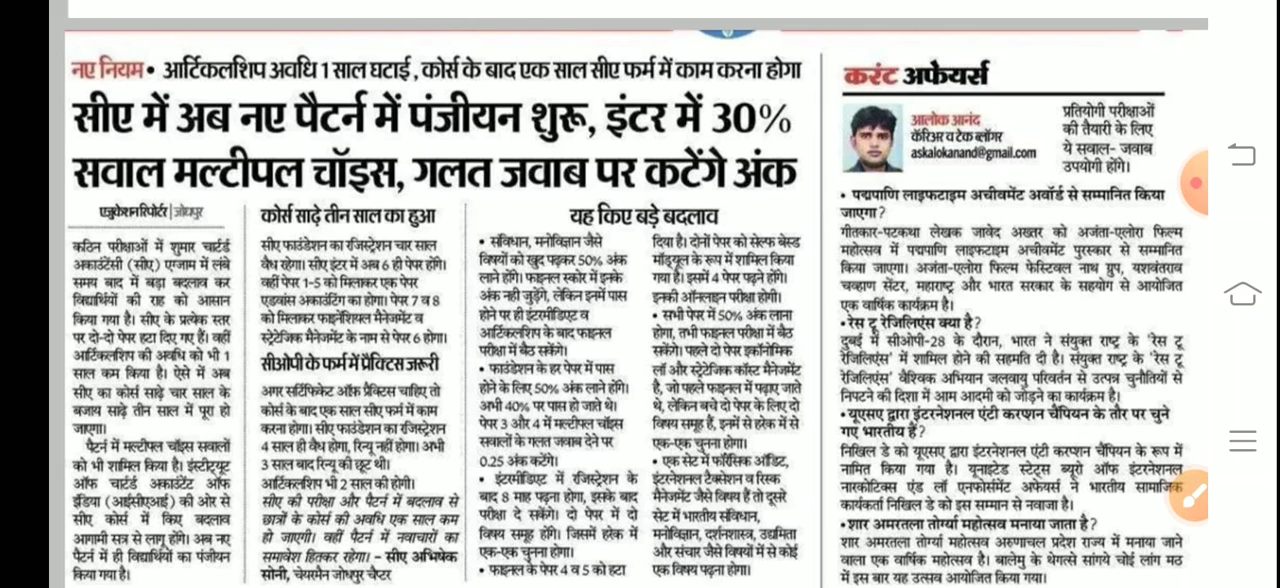 नए नियम • आर्टिकलशिप अवधि 1 साल घटाई, कोर्स के बाद एक साल सीए फर्म में काम करना होगा
सीए में अब नए पैटर्न में पंजीयन शुरू, इंटर में 30%
सवाल मल्टीपल चॉइस, गलत जवाब पर कटेंगे अंक
एजुकेशन रिपोर्टर | जोधपुर
कठिन परीक्षाओं में शुमार चार्टर्ड
अकाउंटेंसी (सीए) एग्जाम में लंबे
समय बाद में बड़ा बदलाव कर
विद्यार्थियों की राह को आसान
किया गया है। सीए के प्रत्येक स्तर
पर दो-दो पेपर हटा दिए गए हैं। वहीं
आर्टिकलशिप की अवधि को भी 1
साल कम किया है। ऐसे में अब
सीए का कोर्स साढ़े चार साल के
बजाय साढ़े तीन साल में पूरा हो
जाएगा।
पैटर्न में मल्टीपल चॉइस सवालों
को भी शामिल किया है। इंस्टीट्यूट
ऑफ चार्टर्ड अकाउंटेंट ऑफ
इंडिया (आईसीएआई) की ओर से
सीए कोर्स में किए बदलाव
आगामी सत्र से लागू होंगे। अब नए
पैटर्न में ही विद्यार्थियों का पंजीयन
किया गया है।
कोर्स साढ़े तीन साल का हुआ
सीए फाउंडेशन का रजिस्ट्रेशन चार साल
वैध रहेगा। सीए इंटर में अब 6 ही पेपर होंगे।
वहीं पेपर 1-5 को मिलाकर एक पेपर
एडवांस अकाउंटिंग का होगा। पेपर 7 व 8
को मिलाकर फाइनेंशियल मैनेजमेंट व
स्ट्रेटेजिक मैनेजमेंट के नाम से पेपर 6 होगा।
सीओपी के फर्म में प्रैक्टिस जरूरी
अगर सर्टिफिकेट ऑफ प्रैक्टिस चाहिए तो
कोर्स के बाद एक साल सीए फर्म में काम
करना होगा। सीए फाउंडेशन का रजिस्ट्रेशन
4 साल ही वैध होगा, रिन्यू नहीं होगा। अभी
3 साल बाद रिन्यू की छूट थी।
आर्टिकलशिप भी 2 साल की होगी।
सीए की परीक्षा और पैटर्न में बदलाव से
छात्रों के कोर्स की अवधि एक साल कम
हो जाएगी। वहीं पैटर्न में नवाचारों का
समावेश हितकर रहेगा। – सीए अभिषेक
सोनी, चेयरमेन जोधपुर चैप्टर
यह किए बड़े बदलाव
• संविधान, मनोविज्ञान जैसे
विषयों को खुद पढ़कर 50% अंक
लाने होंगे। फाइनल स्कोर में इनके
अंक नही जुड़ेंगे, लेकिन इनमें पास
होने पर ही इंटरमीडिएट व
आर्टिकलशिप के बाद फाइनल
परीक्षा में बैठ सकेंगे।
• फाउंडेशन के हर पेपर में पास
होने के लिए 50% अंक लाने होंगे।
अभी 40% पर पास हो जाते थे।
पेपर 3 और 4 में मल्टीपल चॉइस
सवालों के गलत जवाब देने पर
0.25 अंक कटेंगे।
• इंटरमीडिएट में रजिस्ट्रेशन के
बाद 8 माह पढ़ना होगा, इसके बाद
परीक्षा दे सकेंगे। दो पेपर में दो
विषय समूह होंगे। जिसमें हरेक में
एक-एक चुनना होगा।
• फाइनल के पेपर 4 व 5 को हटा
दिया है। दोनों पेपर को सेल्फ बेस्ड
मॉड्यूल के रूप में शामिल किया
गया है। इसमें 4 पेपर पढ़ने होंगे।
इनकी ऑनलाइन परीक्षा होगी।
• सभी पेपर में 50% अंक लाना
होगा, तभी फाइनल परीक्षा में बैठ
सकेंगे। पहले दो पेपर इकोनॉमिक
लॉ और स्ट्रेटेजिक कॉस्ट मैनेजमेंट
है, जो पहले फाइनल में पढ़ाए जाते
थे, लेकिन बचे दो पेपर के लिए दो
विषय समूह हैं, इनमें से हरेक में से
एक-एक चुनना होगा।
• एक सेट में फॉरेंसिक ऑडिट,
इंटरनेशनल टैक्सेशन व रिस्क
मैनेजमेंट जैसे विषय हैं तो दूसरे
सेट में भारतीय संविधान,
मनोविज्ञान, दर्शनशास्त्र, उद्यमिता
और संचार जैसे विषयों में से कोई
एक विषय पढ़ना होगा।
करंट अफेयर्स
आलोक आनंद
कॅरिअर व टेक ब्लॉगर
askalokanand@gmail.com
प्रतियोगी परीक्षाओं
की तैयारी के लिए
ये सवाल- जवाब
उपयोगी होंगे।
• पद्मपाणि लाइफटाइम अचीवमेंट अवॉर्ड से सम्मानित किया
जाएगा?
गीतकार-पटकथा लेखक जावेद अख्तर को अजंता-एलोरा फिल्म
महोत्सव में पद्मपाणि लाइफटाइम अचीवमेंट पुरस्कार से सम्मानित
किया जाएगा। अजंता-एलोरा फिल्म फेस्टिवल नाथ ग्रुप, यशवंतराव
चव्हाण सेंटर, महाराष्ट्र और भारत सरकार के सहयोग से आयोजित
एक वार्षिक कार्यक्रम है।
• रेस टू रेजिलिएंस क्या है?
दुबई में सीओपी-28 के दौरान, भारत ने संयुक्त राष्ट्र के 'रेस टू
रेजिलिएंस' में शामिल होने की सहमति दी है। संयुक्त राष्ट्र के 'रेस टू
रेजिलिएंस' वैश्विक अभियान जलवायु परिवर्तन से उत्पन्न चुनौतियों से
निपटने की दिशा में आम आदमी को जोड़ने का कार्यक्रम है।
• यूएसए द्वारा इंटरनेशनल एंटी करप्शन चैंपियन के तौर पर चुने
गए भारतीय हैं?
निखिल डे को यूएसए द्वारा इंटरनेशनल एंटी करप्शन चैंपियन के रूप में
नामित किया गया है। यूनाइटेड स्टेट्स ब्यूरो ऑफ इंटरनेशनल
नारकोटिक्स एंड लॉ एनफोर्समेंट अफेयर्स ने भारतीय सामाजिक
कार्यकर्ता निखिल डे को इस सम्मान से नवाजा है।
• शार अमरतला तोर्ग्या महोत्सव मनाया जाता है?
शार अमरतला तोर्ग्या महोत्सव अरुणाचल प्रदेश राज्य में मनाया जाने
वाला एक वार्षिक महोत्सव है। बालेमु के थेगत्से सांगये चोई लांग मठ
में इस बार यह उत्सव आयोजित किया गया।